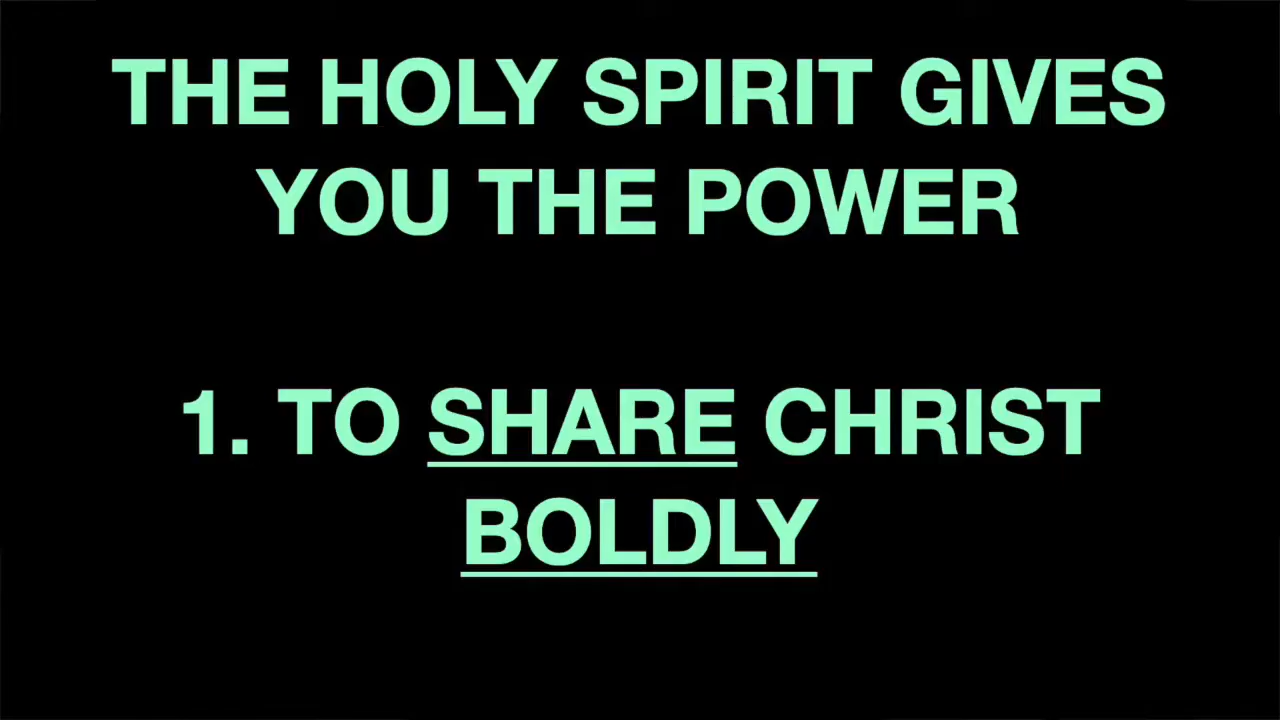 THE HOLY SPIRIT GIVES
YOU THE POWER
1. TO SHARE CHRIST
BOLDLY